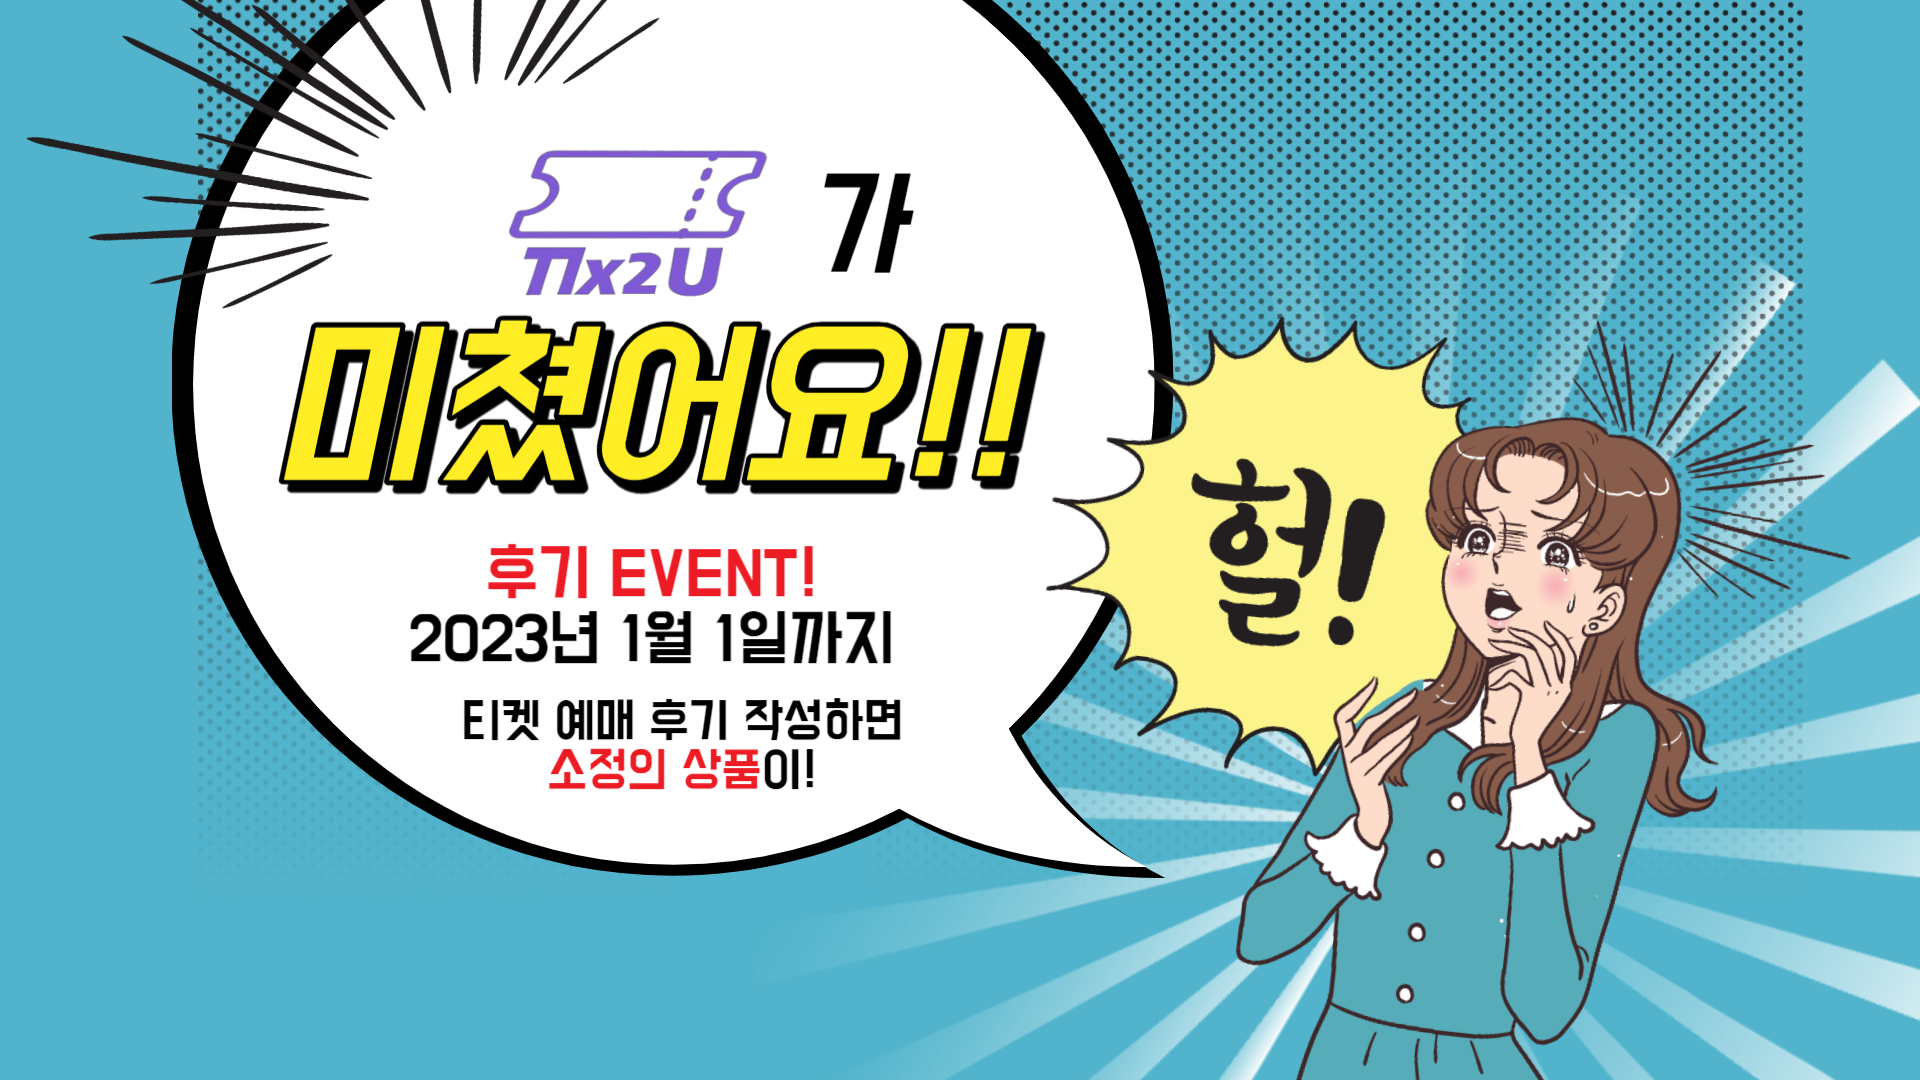 Tix2U 가
미쳤어요!!
후기 EVENT!
2023년 1월 1일까지
티켓 예매 후기 작성하면
소정의 상품이!
헐!